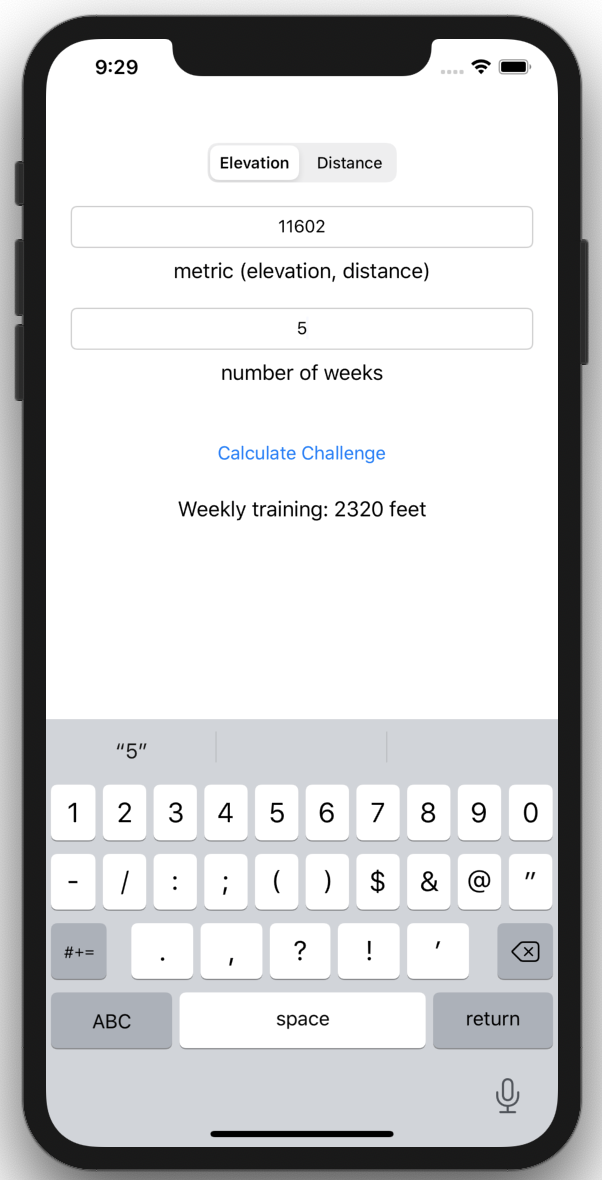 9:29
Elevation Distance
11602
metric (elevation, distance)
5
number of weeks
Calculate Challenge
Weekly training: 2320 feet
“5”
1 2 3 4 5 6 7 8 9 0
- / : ; ( ) $ & @ "
#+= . , ? ! '
ABC space return